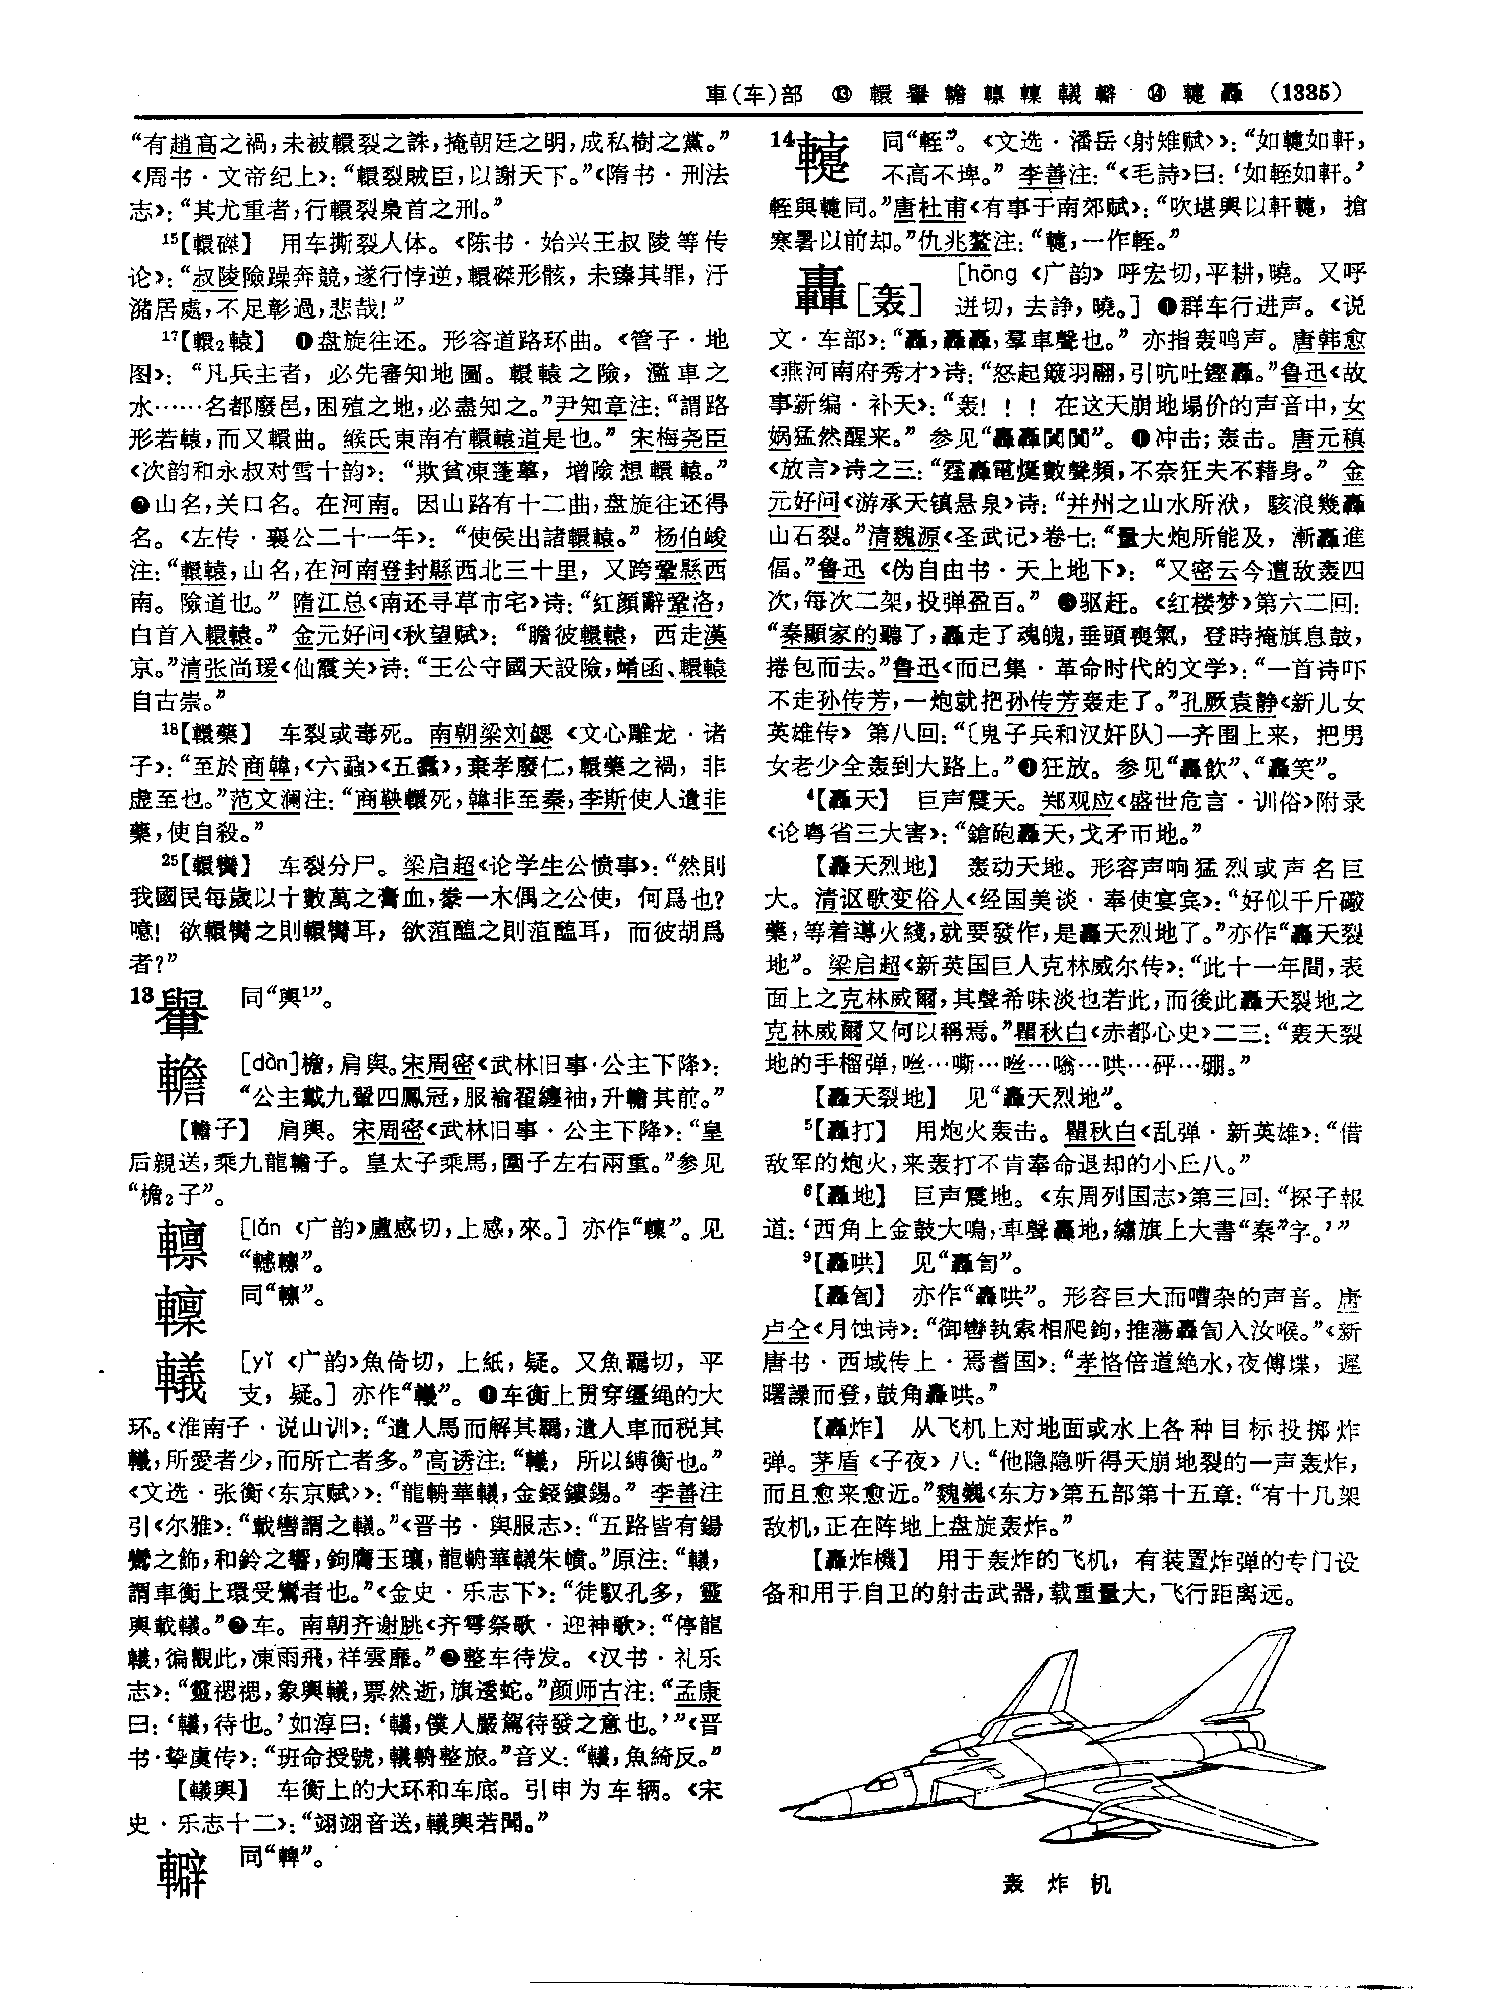 車(车)部 ⑬ 轘轝𨎴轥𨎹轙𨐍 ⑭ 轋轟 (1335)
“有趙高之禍,未被轘裂之誅,掩朝廷之明,成私樹之黨。”
《周书·文帝纪上》:“轘裂賊臣,以謝天下。”《隋书·刑法
志》:“其尤重者,行轘裂梟首之刑。”
15【轘磔】 用车撕裂人体。《陈书·始兴王叔陵等传
论》:“叔陵險躁奔競,遂行悖逆,轘磔形骸,未臻其罪,汙
潴居處,不足彰過,悲哉!”
17【轘₂轅】 ❶盘旋往还。形容道路环曲。《管子·地
图》:“凡兵主者,必先審知地圖。轘轅之險,濫車之
水……名都廢邑,困殖之地,必盡知之。”尹知章注:“謂路
形若轅,而又轘曲。緱氏東南有轘轅道是也。”宋梅尧臣
《次韵和永叔对雪十韵》:“欺貧凍蓬蓽,增險想轘轅。”
❷山名,关口名。在河南。因山路有十二曲,盘旋往还得
名。《左传·襄公二十一年》:“使侯出諸轘轅。”杨伯峻
注:“轘轅,山名,在河南登封縣西北三十里,又跨鞏縣西
南。險道也。”隋江总《南还寻草市宅》诗:“紅顏辭鞏洛,
白首入轘轅。”金元好问《秋望赋》:“瞻彼轘轅,西走漢
京。”清张尚瑗《仙霞关》诗:“王公守國天設險,崤函、轘轅
自古崇。”
18【轘藥】 车裂或毒死。南朝梁刘勰《文心雕龙·诸
子》:“至於商韓,《六蝨》《五蠹》,棄孝廢仁,轘藥之禍,非
虚至也。”范文澜注:“商鞅轘死,韓非至秦,李斯使人遺非
藥,使自殺。”
25【轘臠】 车裂分尸。梁启超《论学生公愤事》:“然則
我國民每歲以十數萬之膏血,豢一木偶之公使,何爲也?
噫!欲轘臠之則轘臠耳,欲菹醢之則菹醢耳,而彼胡爲
者?”
13 轝 同“輿¹”。
[dàn]檐,肩舆。宋周密《武林旧事·公主下降》:
“公主戴九翬四鳳冠,服褕翟纏袖,升𨎴其前。”
【𨎴子】 肩舆。宋周密《武林旧事·公主下降》:“皇
后親送,乘九龍𨎴子。皇太子乘馬,圍子左右兩重。”参见
“檐₂子”。
[lǎn 《广韵》盧感切,上感,來。] 亦作“𨎹”。见
“轗𨎹”。
同“𨎹”。
轙 [yǐ 《广韵》魚倚切,上紙,疑。又魚羈切,平
支,疑。] 亦作“轙”。❶车衡上贯穿缰绳的大
环。《淮南子·说山训》:“遺人馬而解其羈,遺人車而税其
轙,所愛者少,而所亡者多。”高诱注:“轙,所以縛衡也。”
《文选·张衡〈东京赋〉》:“龍輈華轙,金鋄鏤鍚。”李善注
引《尔雅》:“載轡謂之轙。”《晋书·舆服志》:“五路皆有鍚
鸞之飾,和鈴之響,鉤膺玉瓖,龍輈華轙朱幩。”原注:“轙,
謂車衡上環受鸞者也。”《金史·乐志下》:“徒馭孔多,靈
輿載轙。”❷车。南朝齐谢朓《齐雩祭歌·迎神歌》:“停龍
轙,徧觀此,凍雨飛,祥雲靡。”❸整车待发。《汉书·礼乐
志》:“靈禗禗,象輿轙,票然逝,旗逶蛇。”颜师古注:“孟康
曰:‘轙,待也。’如淳曰:‘轙,僕人嚴駕待發之意也。’”《晋
书·挚虞传》:“班命授號,轙輈整旅。”音义:“轙,魚綺反。”
【轙輿】 车衡上的大环和车底。引申为车辆。《宋
史·乐志十二》:“翊翊音送,轙輿若聞。”
同“𨋩”。
14 同“輊”。《文选·潘岳〈射雉赋〉》:“如轋如軒,
不高不埤。”李善注:“《毛詩》曰:‘如輊如軒。’
輊與轋同。”唐杜甫《有事于南郊赋》:“吹堪輿以軒轋,搶
寒暑以前却。”仇兆鳌注:“轋,一作輊。”
轟[轰] [hōng 《广韵》呼宏切,平耕,曉。又呼
迸切,去諍,曉。] ❶群车行进声。《说
文·车部》:“轟,轟轟,羣車聲也。”亦指轰鸣声。唐韩愈
《燕河南府秀才》诗:“怒起簸羽翮,引吭吐鏗轟。”鲁迅《故
事新编·补天》:“轰!!!在这天崩地塌价的声音中,女
娲猛然醒来。”参见“轟轟闐闐”。❷冲击;轰击。唐元稹
《放言》诗之三:“霆轟電烻數聲頻,不奈狂夫不藉身。”金
元好问《游承天镇悬泉》诗:“并州之山水所洑,駭浪幾轟
山石裂。”清魏源《圣武记》卷七:“量大炮所能及,漸轟進
偪。”鲁迅《伪自由书·天上地下》:“又密云今遭敌轰四
次,每次二架,投弹盈百。”❸驱赶。《红楼梦》第六二回:
“秦顯家的聽了,轟走了魂魄,垂頭喪氣,登時掩旗息鼓,
捲包而去。”鲁迅《而已集·革命时代的文学》:“一首诗吓
不走孙传芳,一炮就把孙传芳轰走了。”孔厥袁静《新儿女
英雄传》第八回:“〔鬼子兵和汉奸队〕一齐围上来,把男
女老少全轰到大路上。”❹狂放。参见“轟飲”、“轟笑”。
4【轟天】 巨声震天。郑观应《盛世危言·训俗》附录
《论粤省三大害》:“鎗砲轟天,戈矛帀地。”
【轟天烈地】 轰动天地。形容声响猛烈或声名巨
大。清讴歌变俗人《经国美谈·奉使宴宾》:“好似千斤礮
藥,等着導火綫,就要發作,是轟天烈地了。”亦作“轟天裂
地”。梁启超《新英国巨人克林威尔传》:“此十一年間,表
面上之克林威爾,其聲希味淡也若此,而後此轟天裂地之
克林威爾又何以稱焉。”瞿秋白《赤都心史》二三:“轰天裂
地的手榴弹,咝…嘶…咝…嗡…哄…砰…硼。”
【轟天裂地】 见“轟天烈地”。
5【轟打】 用炮火轰击。瞿秋白《乱弹·新英雄》:“借
敌军的炮火,来轰打不肯奉命退却的小丘八。”
6【轟地】 巨声震地。《东周列国志》第三回:“探子報
道:‘西角上金鼓大鳴,車聲轟地,繡旗上大書“秦”字。’”
9【轟哄】 见“轟訇”。
【轟訇】 亦作“轟哄”。形容巨大而嘈杂的声音。唐
卢仝《月蚀诗》:“御轡執索相爬鉤,推蕩轟訇入汝喉。”《新
唐书·西域传上·焉耆国》:“孝恪倍道絶水,夜傅堞,遲
曙譟而登,鼓角轟哄。”
【轟炸】 从飞机上对地面或水上各种目标投掷炸
弹。茅盾《子夜》八:“他隐隐听得天崩地裂的一声轰炸,
而且愈来愈近。”魏巍《东方》第五部第十五章:“有十几架
敌机,正在阵地上盘旋轰炸。”
【轟炸機】 用于轰炸的飞机,有装置炸弹的专门设
备和用于自卫的射击武器,载重量大,飞行距离远。
轰炸机